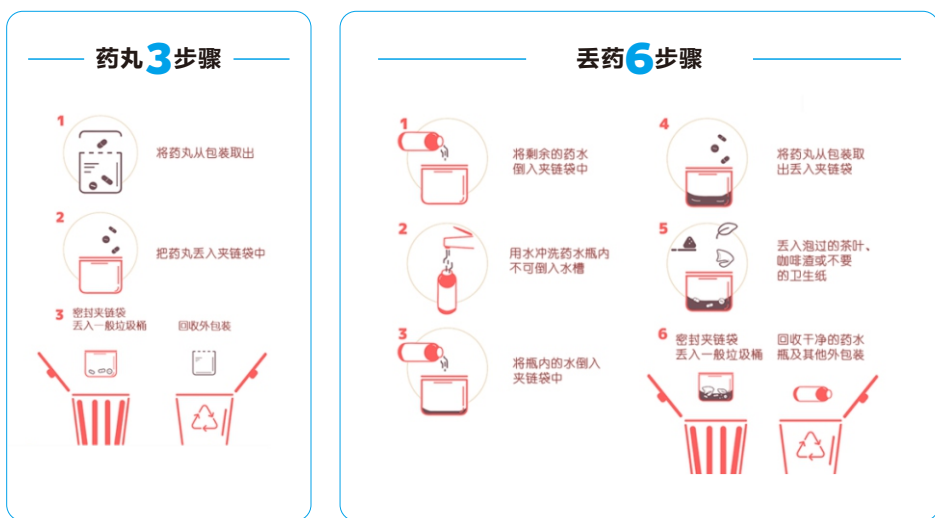 药丸3步骤
1
将药丸从包装取出
2
把药丸丢入夹链袋中
3
密封夹链袋
丢入一般垃圾桶
回收外包装
丢药6步骤
1
将剩余的药水
倒入夹链袋中
2
用水冲洗药水瓶内
不可倒入水槽
3
将瓶内的水倒入
夹链袋中
4
将药丸从包装取
出丢入夹链袋
5
丢入泡过的茶叶、
咖啡渣或不要
的卫生纸
6
密封夹链袋
丢入一般垃圾桶
回收干净的药水
瓶及其他外包装